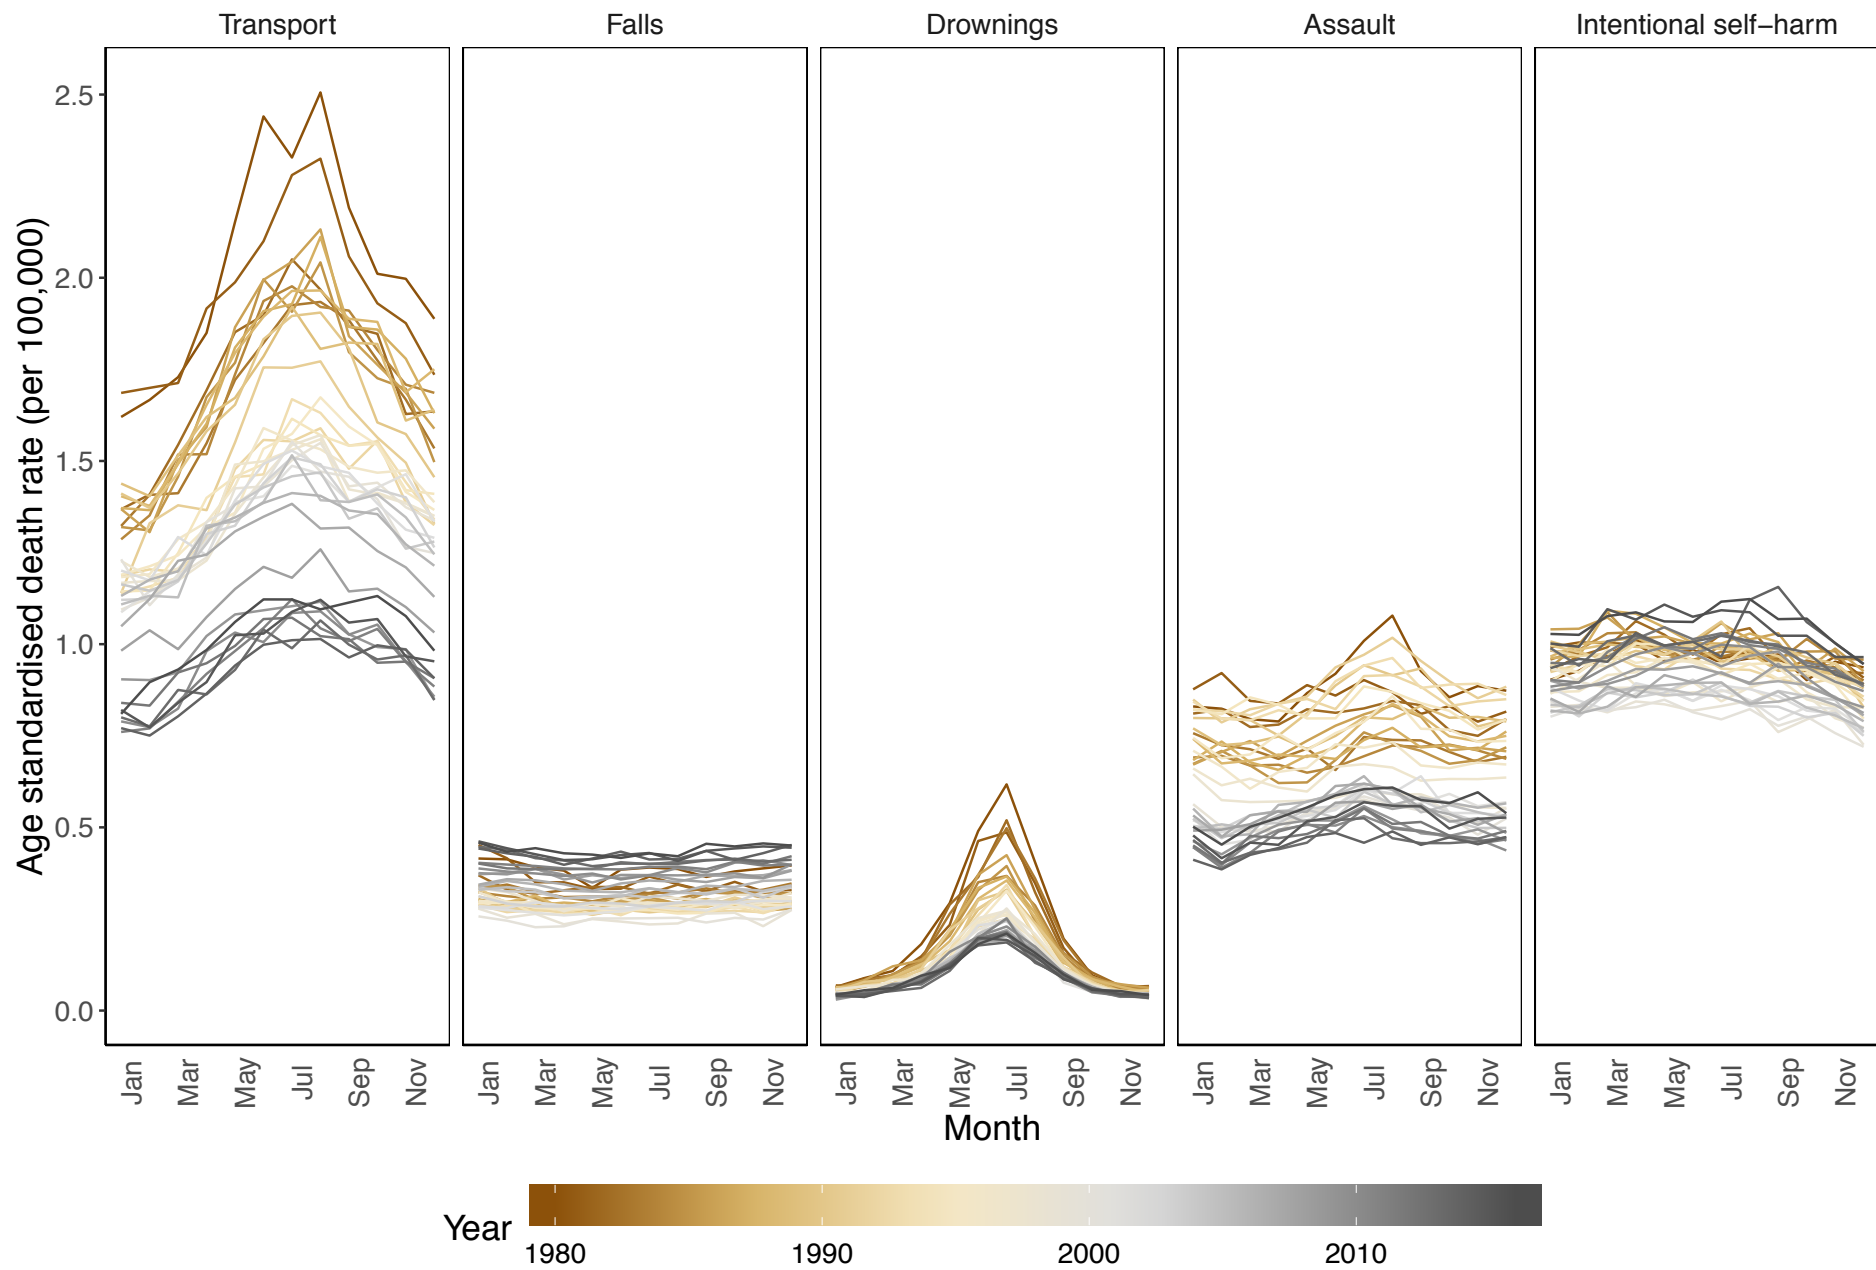 Transport Falls Drownings Assault Intentional self-harm
Age standardised death rate (per 100,000)
2.5
2.0
1.5
1.0
0.5
0.0
Jan Mar May Jul Sep Nov Jan Mar May Jul Sep Nov Jan Mar May Jul Sep Nov Jan Mar May Jul Sep Nov Jan Mar May Jul Sep Nov
Month
Year
1980 1990 2000 2010